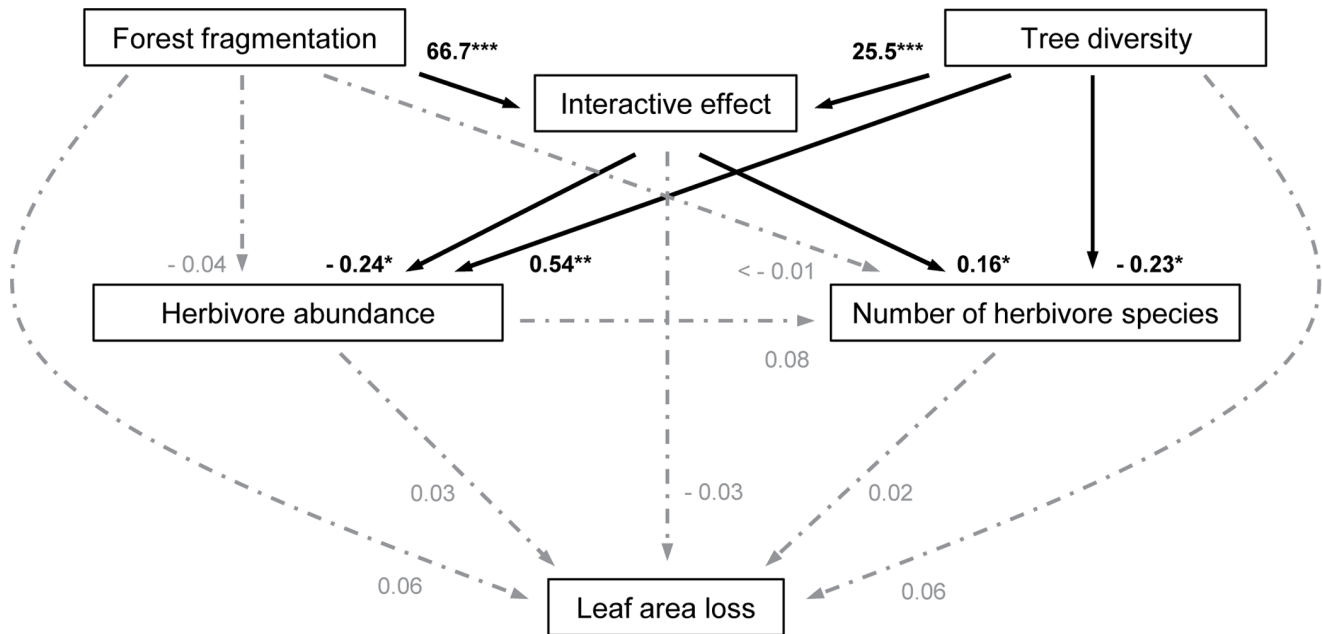 Forest fragmentation
Tree diversity
66.7***
25.5***
Interactive effect
- 0.04
- 0.24*
0.54**
< - 0.01
0.16*
- 0.23*
Herbivore abundance
Number of herbivore species
0.08
0.03
- 0.03
0.02
0.06
0.06
Leaf area loss